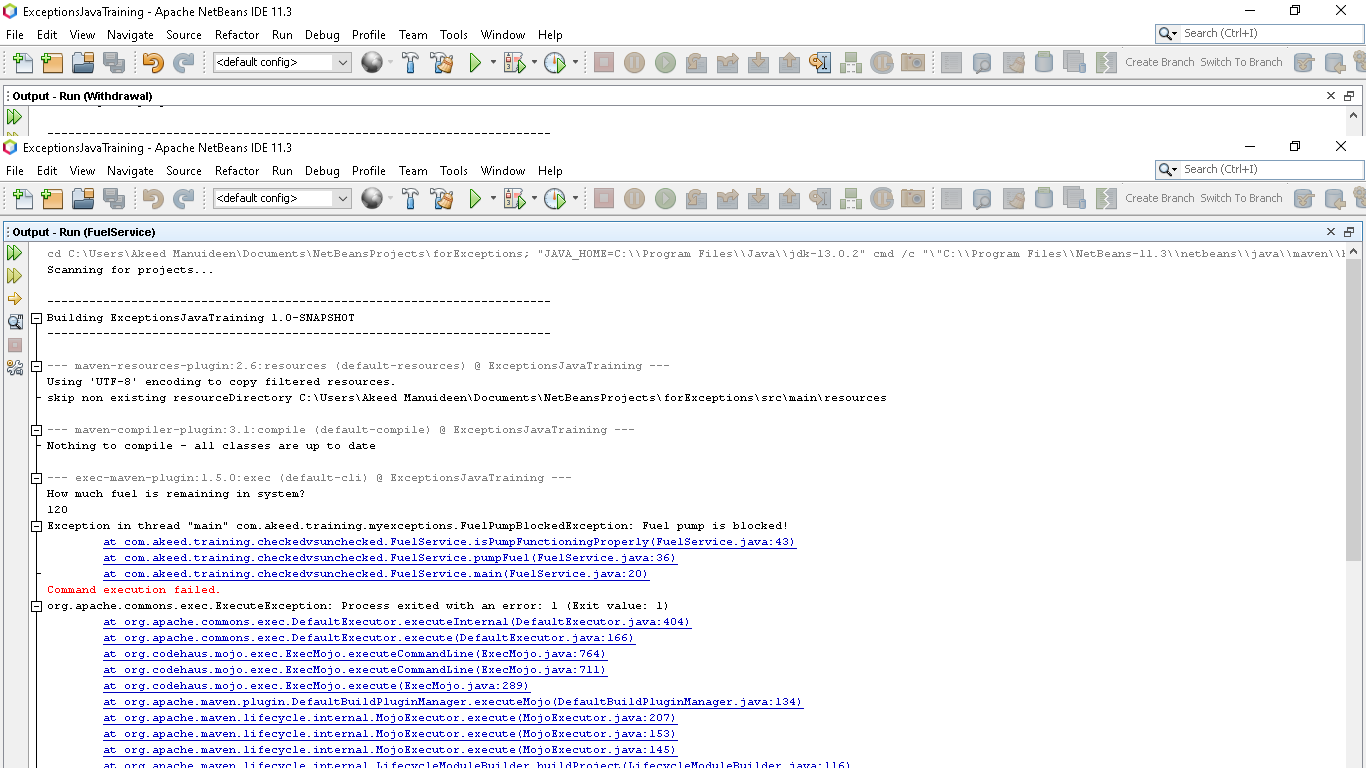 ExceptionsJavaTraining - Apache NetBeans IDE 11.3
File Edit View Navigate Source Refactor Run Debug Profile Team Tools Window Help
Search (Ctrl+I)
<default config>
Create Branch Switch To Branch
Output - Run (Withdrawal)
------------------------------------------------------------------------
ExceptionsJavaTraining - Apache NetBeans IDE 11.3
File Edit View Navigate Source Refactor Run Debug Profile Team Tools Window Help
Search (Ctrl+I)
<default config>
Create Branch Switch To Branch
Output - Run (FuelService)
cd C:\Users\Akeed Manuideen\Documents\NetBeansProjects\forExceptions; "JAVA_HOME=C:\\Program Files\\Java\\jdk-13.0.2" cmd /c "\"C:\\Program Files\\NetBeans-11.3\\netbeans\\java\\maven\\
Scanning for projects...
------------------------------------------------------------------------
Building ExceptionsJavaTraining 1.0-SNAPSHOT
------------------------------------------------------------------------
--- maven-resources-plugin:2.6:resources (default-resources) @ ExceptionsJavaTraining ---
Using 'UTF-8' encoding to copy filtered resources.
skip non existing resourceDirectory C:\Users\Akeed Manuideen\Documents\NetBeansProjects\forExceptions\src\main\resources
--- maven-compiler-plugin:3.1:compile (default-compile) @ ExceptionsJavaTraining ---
Nothing to compile - all classes are up to date
--- exec-maven-plugin:1.5.0:exec (default-cli) @ ExceptionsJavaTraining ---
How much fuel is remaining in system?
120
Exception in thread "main" com.akeed.training.myexceptions.FuelPumpBlockedException: Fuel pump is blocked!
at com.akeed.training.checkedvsunchecked.FuelService.isPumpFunctioningProperly(FuelService.java:43)
at com.akeed.training.checkedvsunchecked.FuelService.pumpFuel(FuelService.java:36)
at com.akeed.training.checkedvsunchecked.FuelService.main(FuelService.java:20)
Command execution failed.
org.apache.commons.exec.ExecuteException: Process exited with an error: 1 (Exit value: 1)
at org.apache.commons.exec.DefaultExecutor.executeInternal(DefaultExecutor.java:404)
at org.apache.commons.exec.DefaultExecutor.execute(DefaultExecutor.java:166)
at org.codehaus.mojo.exec.ExecMojo.executeCommandLine(ExecMojo.java:764)
at org.codehaus.mojo.exec.ExecMojo.executeCommandLine(ExecMojo.java:711)
at org.codehaus.mojo.exec.ExecMojo.execute(ExecMojo.java:289)
at org.apache.maven.plugin.DefaultBuildPluginManager.executeMojo(DefaultBuildPluginManager.java:134)
at org.apache.maven.lifecycle.internal.MojoExecutor.execute(MojoExecutor.java:207)
at org.apache.maven.lifecycle.internal.MojoExecutor.execute(MojoExecutor.java:153)
at org.apache.maven.lifecycle.internal.MojoExecutor.execute(MojoExecutor.java:145)
at org.apache.maven.lifecycle.internal.LifecycleModuleBuilder.buildProject(LifecycleModuleBuilder.java:116)